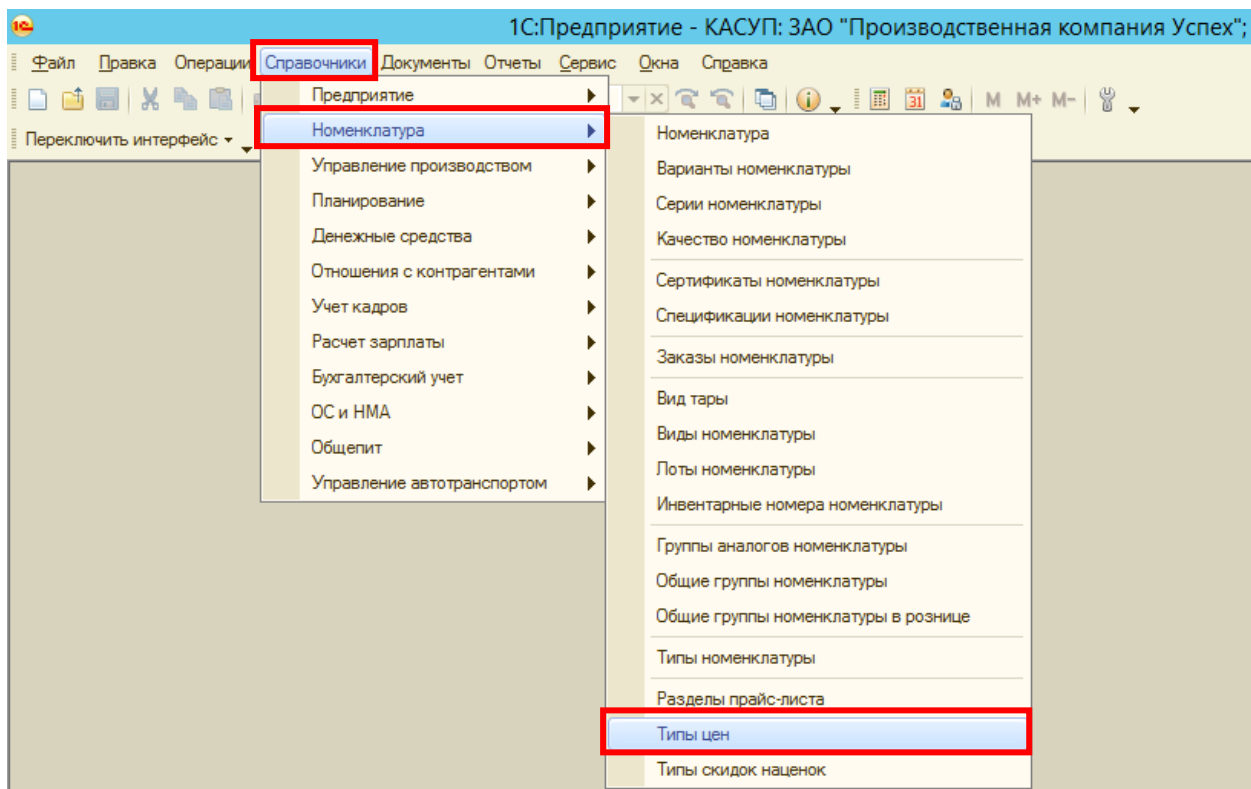 1С:Предприятие - КАСУП: ЗАО "Производственная компания Успех";
Файл Правка Операции Справочники Документы Отчеты Сервис Окна Справка
M M+ M-
Переключить интерфейс
Предприятие
Номенклатура
Управление производством
Планирование
Денежные средства
Отношения с контрагентами
Учет кадров
Расчет зарплаты
Бухгалтерский учет
ОС и НМА
Общепит
Управление автотранспортом
Номенклатура
Варианты номенклатуры
Серии номенклатуры
Качество номенклатуры
Сертификаты номенклатуры
Спецификации номенклатуры
Заказы номенклатуры
Вид тары
Виды номенклатуры
Лоты номенклатуры
Инвентарные номера номенклатуры
Группы аналогов номенклатуры
Общие группы номенклатуры
Общие группы номенклатуры в рознице
Типы номенклатуры
Разделы прайс-листа
Типы цен
Типы скидок наценок